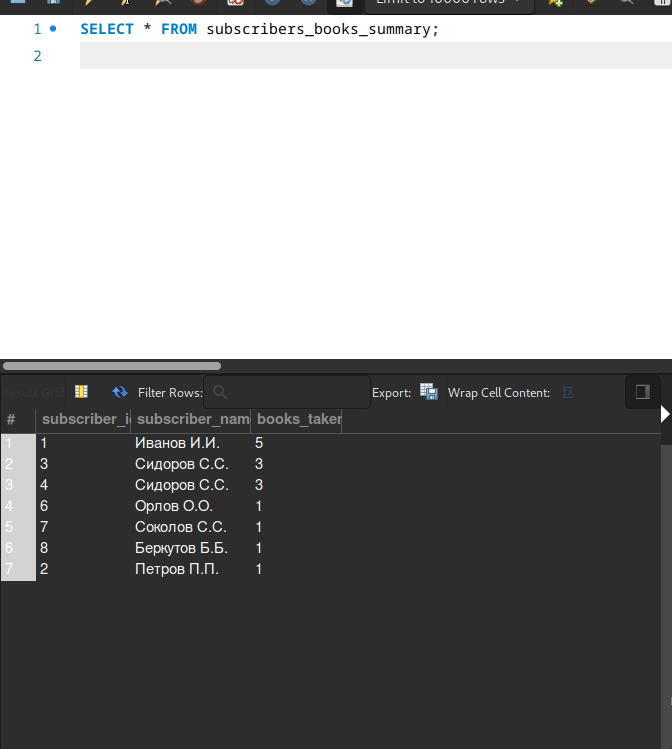 Limit to 10000 rows
1 SELECT * FROM subscribers_books_summary;
2
Result Grid Filter Rows: Export: Wrap Cell Content:
# subscriber_i subscriber_nam books_taken
1 1 Иванов И.И. 5
2 3 Сидоров С.С. 3
3 4 Сидоров С.С. 3
4 6 Орлов О.О. 1
5 7 Соколов С.С. 1
6 8 Беркутов Б.Б. 1
7 2 Петров П.П. 1